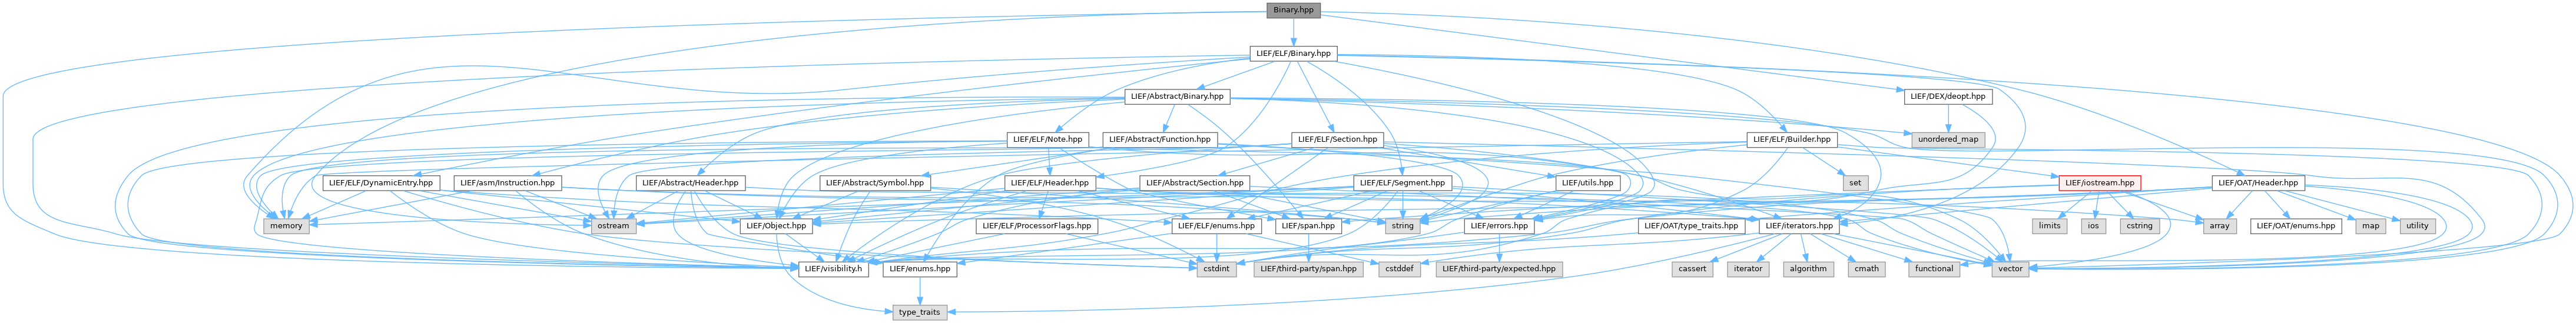 Binary.hpp
LIEF/ELF/Binary.hpp
LIEF/Abstract/Binary.hpp
LIEF/DEX/deopt.hpp
LIEF/ELF/Note.hpp
LIEF/Abstract/Function.hpp
LIEF/ELF/Section.hpp
LIEF/ELF/Builder.hpp
unordered_map
LIEF/ELF/DynamicEntry.hpp
LIEF/asm/Instruction.hpp
LIEF/Abstract/Header.hpp
LIEF/Abstract/Symbol.hpp
LIEF/ELF/Header.hpp
LIEF/Abstract/Section.hpp
LIEF/ELF/Segment.hpp
LIEF/utils.hpp
set
LIEF/iostream.hpp
LIEF/OAT/Header.hpp
memory
ostream
LIEF/Object.hpp
LIEF/ELF/ProcessorFlags.hpp
LIEF/ELF/enums.hpp
LIEF/span.hpp
string
LIEF/errors.hpp
LIEF/OAT/type_traits.hpp
LIEF/iterators.hpp
limits
ios
cstring
array
LIEF/OAT/enums.hpp
map
utility
LIEF/visibility.h
LIEF/enums.hpp
cstdint
LIEF/third-party/span.hpp
cstddef
LIEF/third-party/expected.hpp
cassert
iterator
algorithm
cmath
functional
vector
type_traits